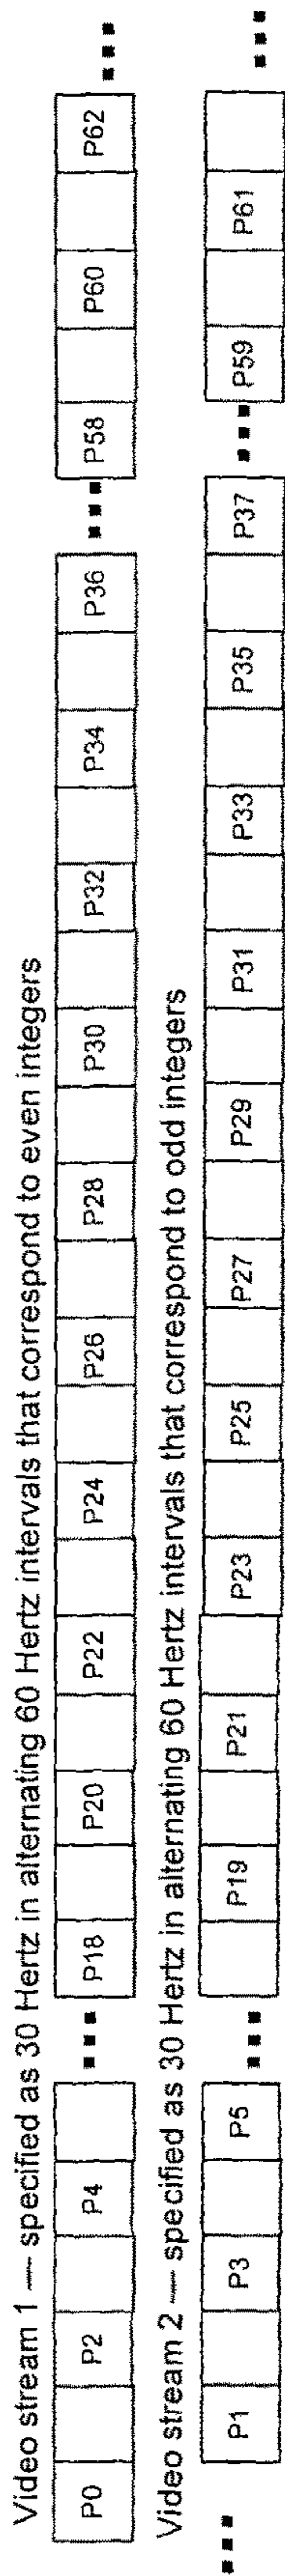 Video stream 1 — specified as 30 Hertz in alternating 60 Hertz intervals that correspond to even integers
P0 P2 P4 ... P18 P20 P22 P24 P26 P28 P30 P32 P34 P36 ... P58 P60 P62 ...
Video stream 2 — specified as 30 Hertz in alternating 60 Hertz intervals that correspond to odd integers
... P1 P3 P5 ... P19 P21 P23 P25 P27 P29 P31 P33 P35 P37 ... P59 P61 ...